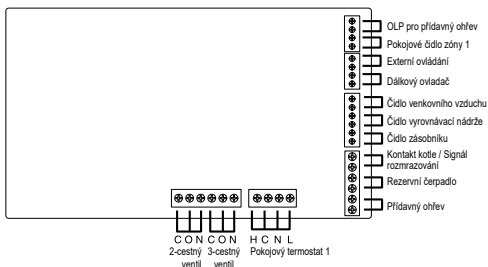 OLP pro přídavný ohřev
Pokojové čidlo zóny 1
Externí ovládání
Dálkový ovladač
Čidlo venkovního vzduchu
Čidlo vyrovnávací nádrže
Čidlo zásobníku
Kontakt kotle / Signál
rozmrazování
Rezervní čerpadlo
Přídavný ohřev
C O N C O N H C N L
2-cestný 3-cestný Pokojový termostat 1
ventil ventil